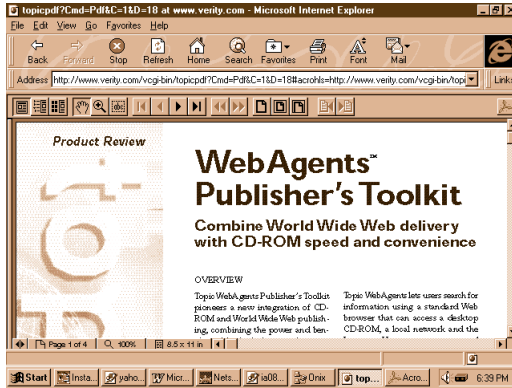 topicpdf?Cmd=Pdf&C=1&D=18 at www.verity.com - Microsoft Internet Explorer
File Edit View Go Favorites Help
Back Forward Stop Refresh Home Search Favorites Print Font Mail
Address http://www.verity.com/vcgi-bin/topicpdf?Cmd=Pdf&C=1&D=18#acrohls=http://www.verity.com/vcgi-bin/topi Links
abc
Product Review
WebAgents™
Publisher's Toolkit
Combine World Wide Web delivery
with CD-ROM speed and convenience
OVERVIEW
Topic WebAgents Publisher's Toolkit
pioneers a new integration of CD-
ROM and World Wide Web publish-
ing, combining the power and ben-
Topic WebAgents lets users search for
information using a standard Web
browser that can access a desktop
CD-ROM, a local network and the
Page 1 of 4 100% 8.5 x 11 in
Start Insta... yaho... Micr... Nets... ia08... Onix top... Acro... 6:39 PM